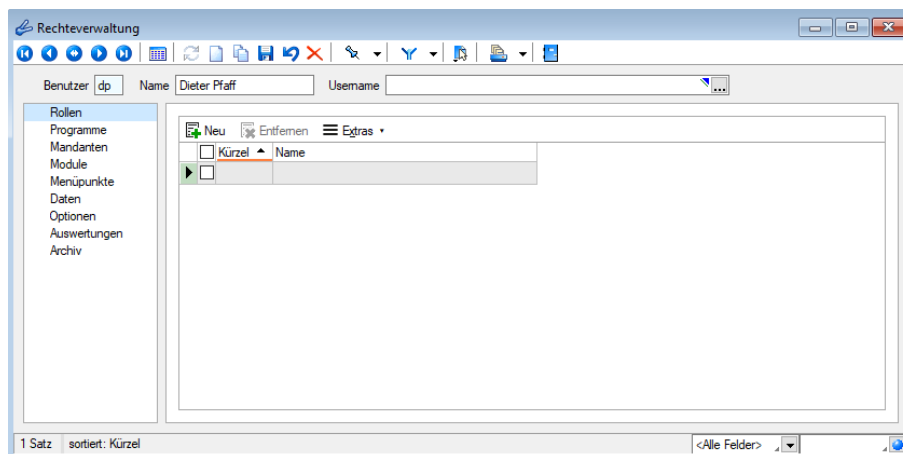 Rechteverwaltung
Benutzer dp Name Dieter Pfaff Username ...
Rollen
Programme
Mandanten
Module
Menüpunkte
Daten
Optionen
Auswertungen
Archiv
Neu Entfernen Extras
Kürzel Name
1 Satz sortiert: Kürzel <Alle Felder>